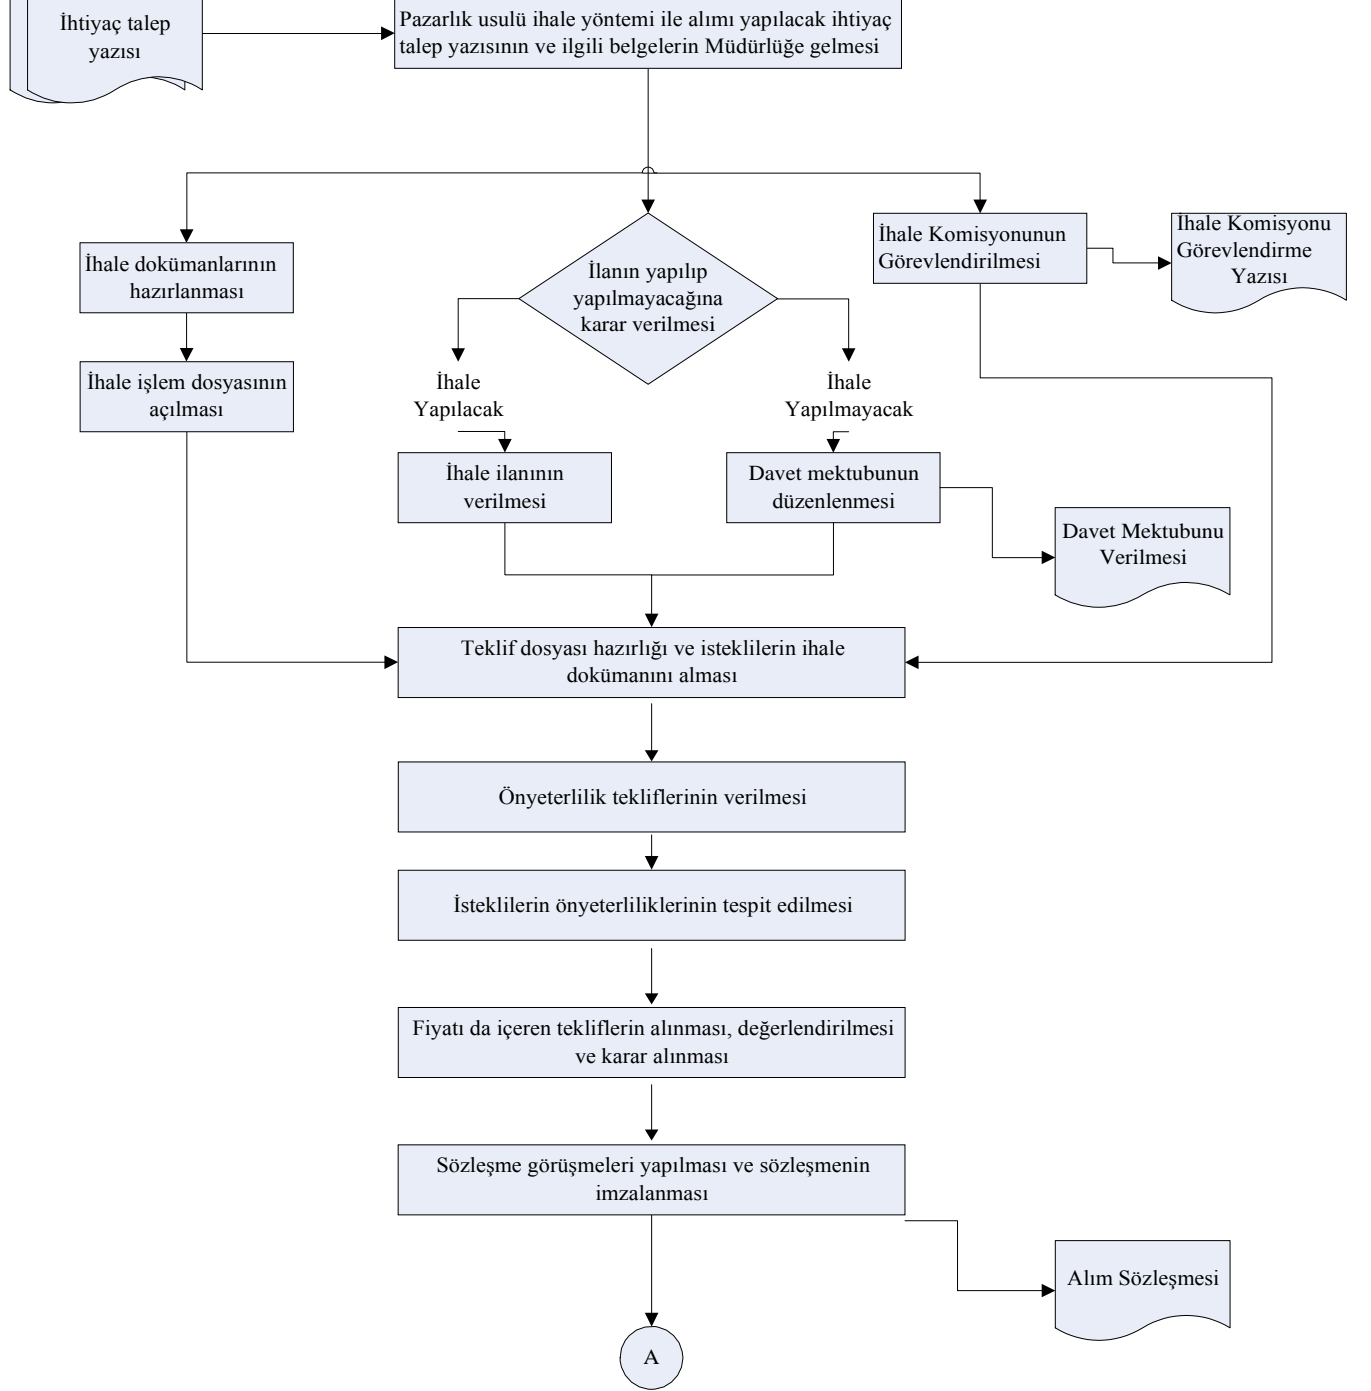 İhtiyaç talep
yazısı
Pazarlık usulü ihale yöntemi ile alımı yapılacak ihtiyaç
talep yazısının ve ilgili belgelerin Müdürlüğe gelmesi
İhale dokümanlarının
hazırlanması
İlanın yapılıp
yapılmayacağına
karar verilmesi
İhale Komisyonunun
Görevlendirilmesi
İhale Komisyonu
Görevlendirme
Yazısı
İhale işlem dosyasının
açılması
İhale
Yapılacak
İhale
Yapılmayacak
İhale ilanının
verilmesi
Davet mektubunun
düzenlenmesi
Davet Mektubunu
Verilmesi
Teklif dosyası hazırlığı ve isteklilerin ihale
dokümanını alması
Önyeterlilik tekliflerinin verilmesi
İsteklilerin önyeterliliklerinin tespit edilmesi
Fiyatı da içeren tekliflerin alınması, değerlendirilmesi
ve karar alınması
Sözleşme görüşmeleri yapılması ve sözleşmenin
imzalanması
Alım Sözleşmesi
A